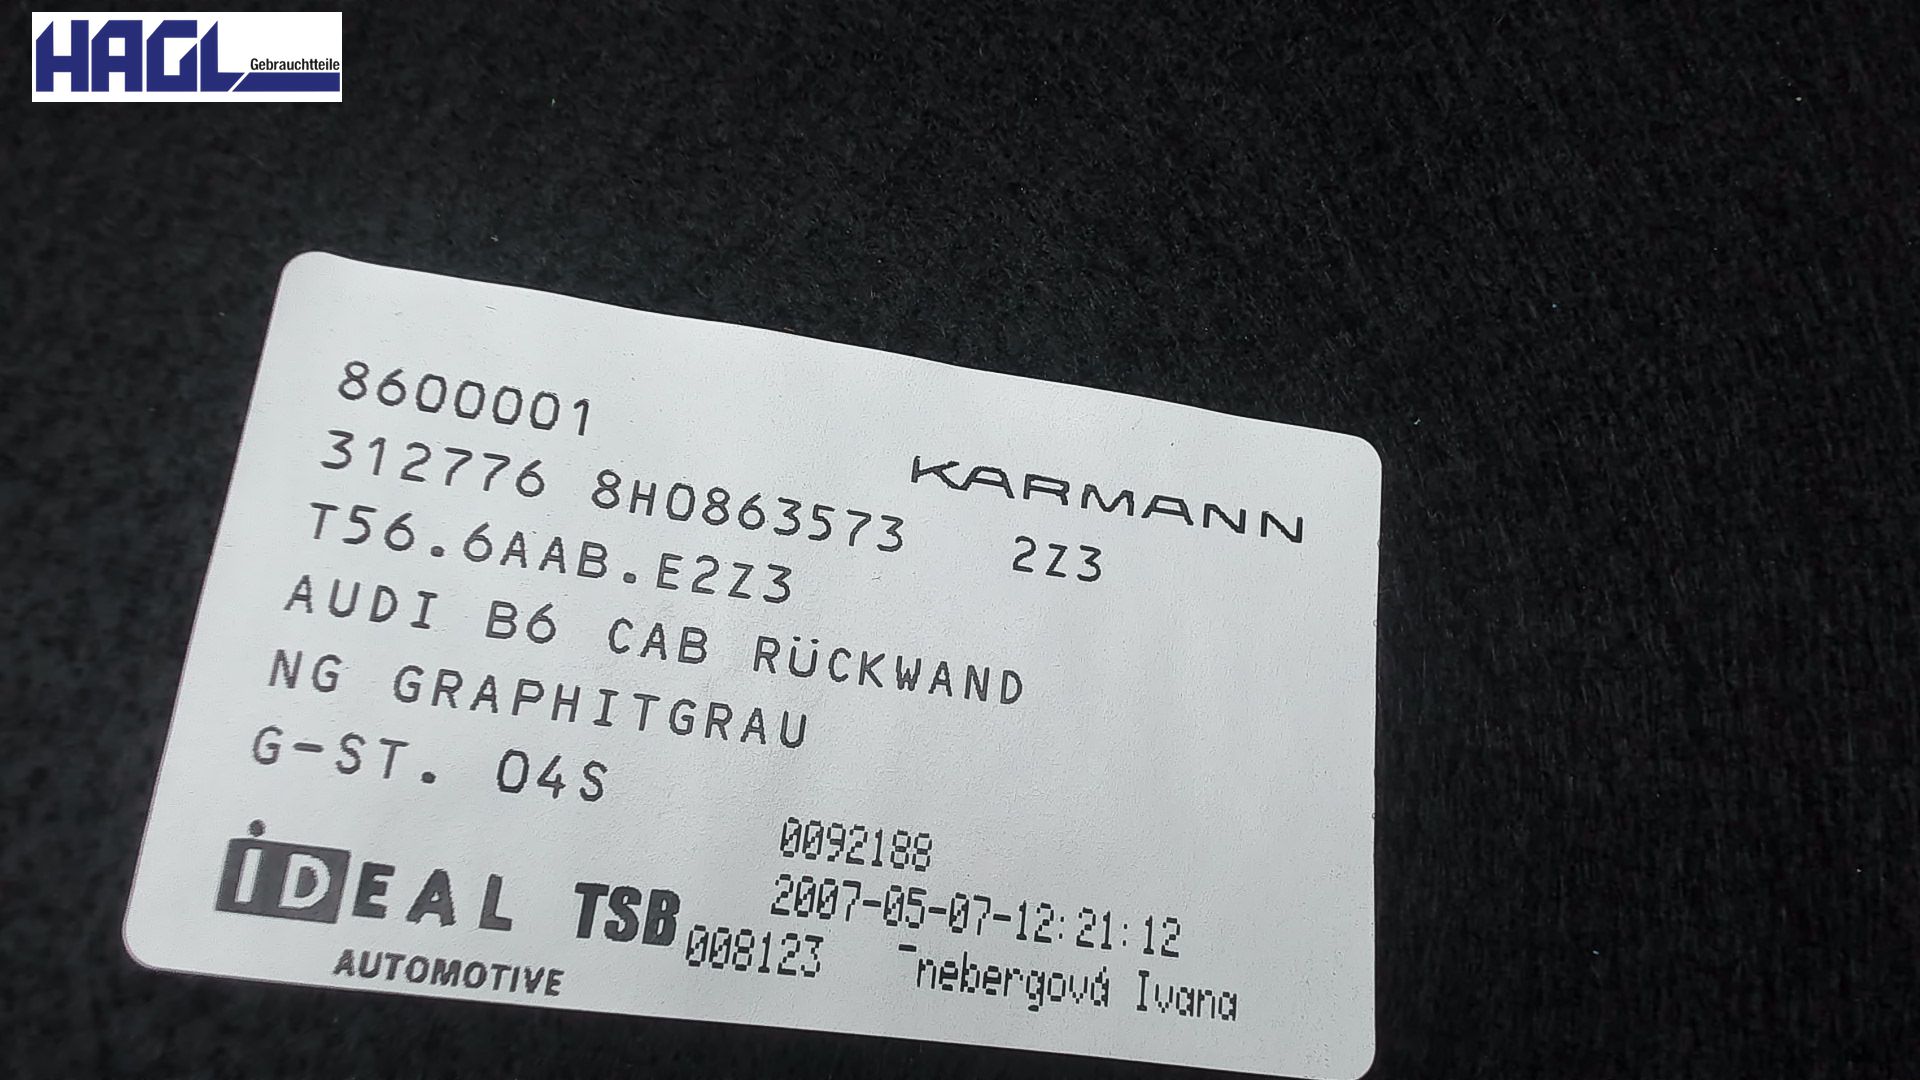 HAGL Gebrauchtteile
8600001
312776 8H0863573 2Z3
KARMANN
T56.6AAB.E2Z3
AUDI B6 CAB RÜCKWAND
NG GRAPHITGRAU
G-ST. 04S
0092188
iDEAL TSB 2007-05-07-12:21:12
AUTOMOTIVE 008123 ¯nebergová Ivana